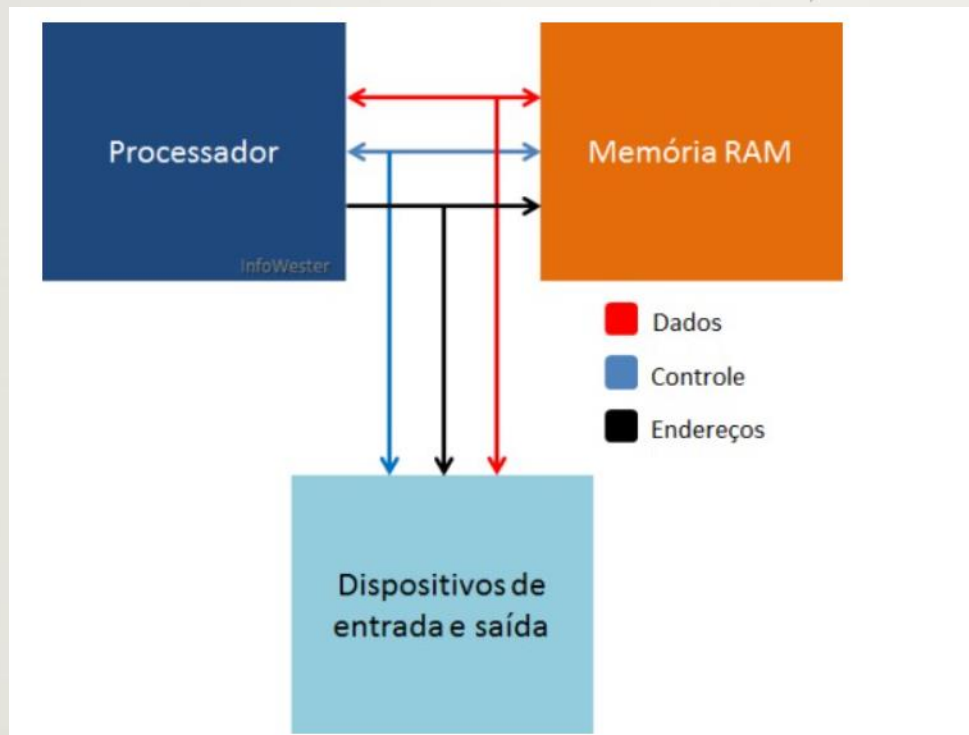 Processador
Memória RAM
InfoWester
Dados
Controle
Endereços
Dispositivos de
entrada e saída